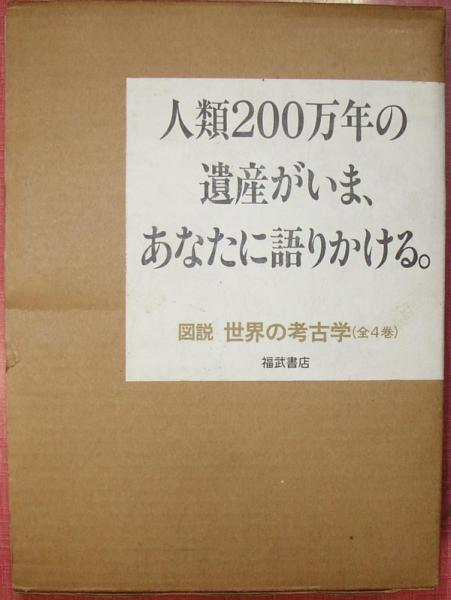 人類200万年の
遺産がいま、
あなたに語りかける。
図説 世界の考古学(全4巻)
福武書店